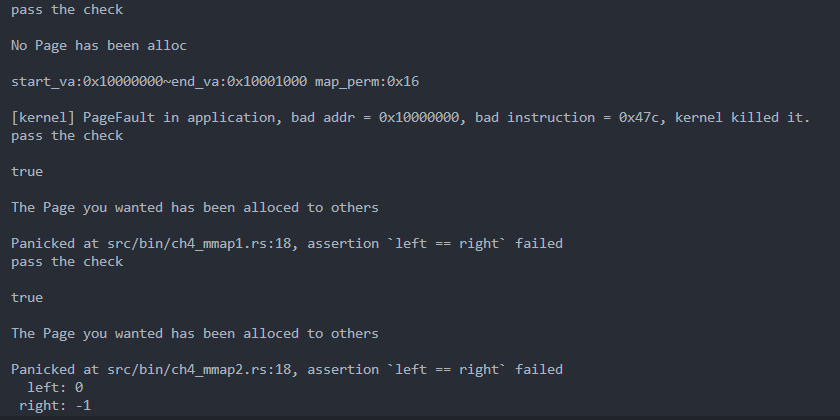 pass the check
No Page has been alloc
start_va:0x10000000~end_va:0x10001000 map_perm:0x16
[kernel] PageFault in application, bad addr = 0x10000000, bad instruction = 0x47c, kernel killed it.
pass the check
true
The Page you wanted has been alloced to others
Panicked at src/bin/ch4_mmap1.rs:18, assertion `left == right` failed
pass the check
true
The Page you wanted has been alloced to others
Panicked at src/bin/ch4_mmap2.rs:18, assertion `left == right` failed
  left: 0
 right: -1